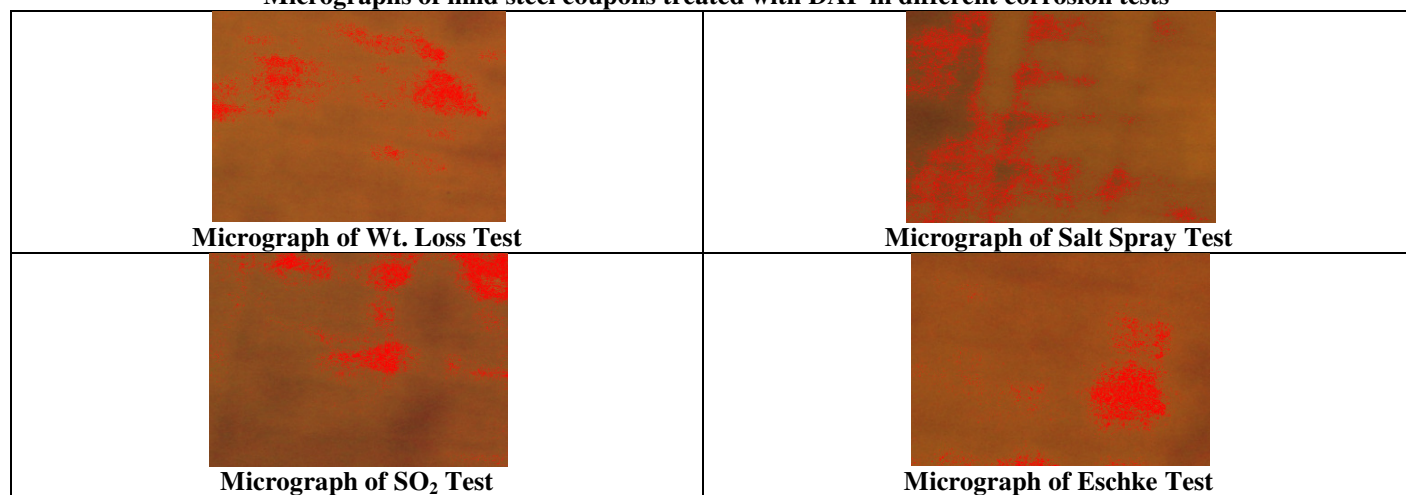 Micrographs of mild steel coupons treated with DAP in different corrosion tests
Micrograph of Wt. Loss Test
Micrograph of Salt Spray Test
Micrograph of SO₂ Test
Micrograph of Eschke Test